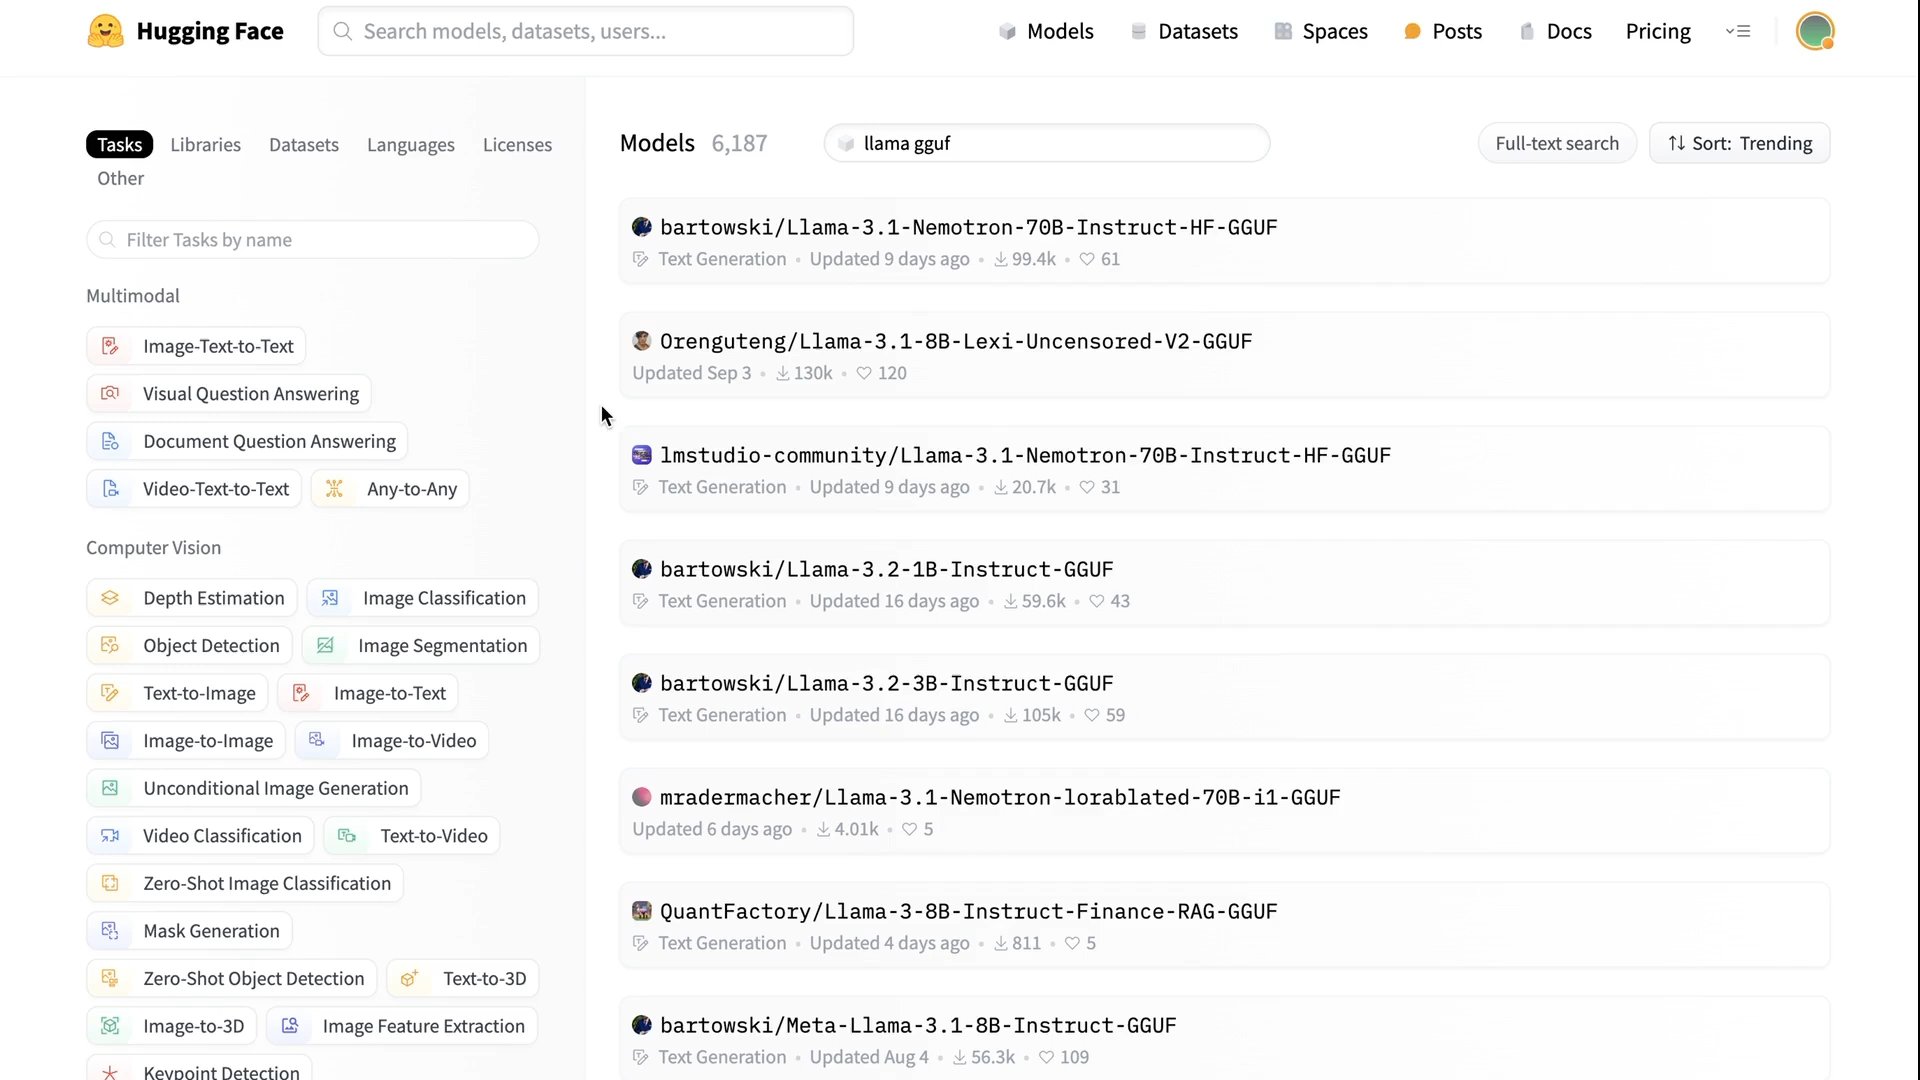 Hugging Face
Search models, datasets, users...
Models
Datasets
Spaces
Posts
Docs
Pricing
Tasks
Libraries
Datasets
Languages
Licenses
Other
Filter Tasks by name
Multimodal
Image-Text-to-Text
Visual Question Answering
Document Question Answering
Video-Text-to-Text
Any-to-Any
Computer Vision
Depth Estimation
Image Classification
Object Detection
Image Segmentation
Text-to-Image
Image-to-Text
Image-to-Image
Image-to-Video
Unconditional Image Generation
Video Classification
Text-to-Video
Zero-Shot Image Classification
Mask Generation
Zero-Shot Object Detection
Text-to-3D
Image-to-3D
Image Feature Extraction
Keypoint Detection
Models 6,187
llama gguf
Full-text search
Sort: Trending
bartowski/Llama-3.1-Nemotron-70B-Instruct-HF-GGUF
Text Generation • Updated 9 days ago • 99.4k • 61
Orenguteng/Llama-3.1-8B-Lexi-Uncensored-V2-GGUF
Updated Sep 3 • 130k • 120
lmstudio-community/Llama-3.1-Nemotron-70B-Instruct-HF-GGUF
Text Generation • Updated 9 days ago • 20.7k • 31
bartowski/Llama-3.2-1B-Instruct-GGUF
Text Generation • Updated 16 days ago • 59.6k • 43
bartowski/Llama-3.2-3B-Instruct-GGUF
Text Generation • Updated 16 days ago • 105k • 59
mradermacher/Llama-3.1-Nemotron-lorablated-70B-i1-GGUF
Updated 6 days ago • 4.01k • 5
QuantFactory/Llama-3-8B-Instruct-Finance-RAG-GGUF
Text Generation • Updated 4 days ago • 811 • 5
bartowski/Meta-Llama-3.1-8B-Instruct-GGUF
Text Generation • Updated Aug 4 • 56.3k • 109